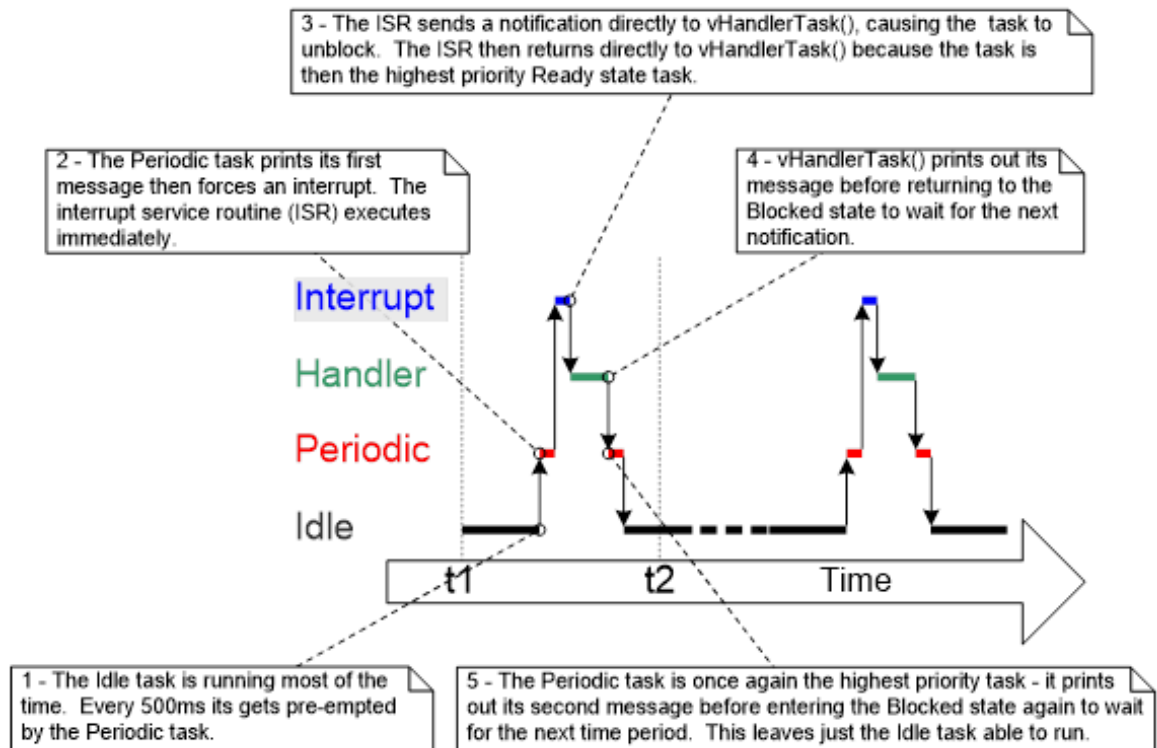 3 - The ISR sends a notification directly to vHandlerTask(), causing the task to
unblock. The ISR then returns directly to vHandlerTask() because the task is
then the highest priority Ready state task.
2 - The Periodic task prints its first
message then forces an interrupt. The
interrupt service routine (ISR) executes
immediately.
4 - vHandlerTask() prints out its
message before returning to the
Blocked state to wait for the next
notification.
Interrupt
Handler
Periodic
Idle
t1
t2
Time
1 - The Idle task is running most of the
time. Every 500ms its gets pre-empted
by the Periodic task.
5 - The Periodic task is once again the highest priority task - it prints
out its second message before entering the Blocked state again to wait
for the next time period. This leaves just the Idle task able to run.